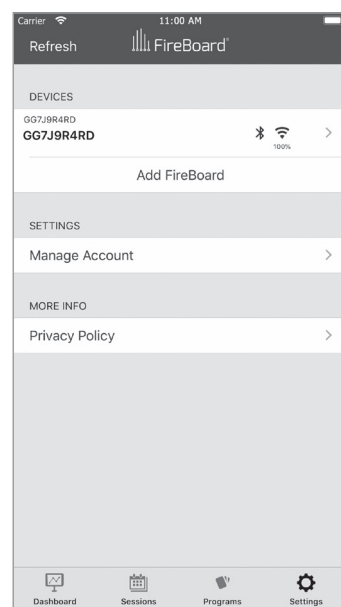 Carrier 11:00 AM
Refresh FireBoard®
DEVICES
GG7J9R4RD
GG7J9R4RD
100%
Add FireBoard
SETTINGS
Manage Account
MORE INFO
Privacy Policy
Dashboard Sessions Programs Settings